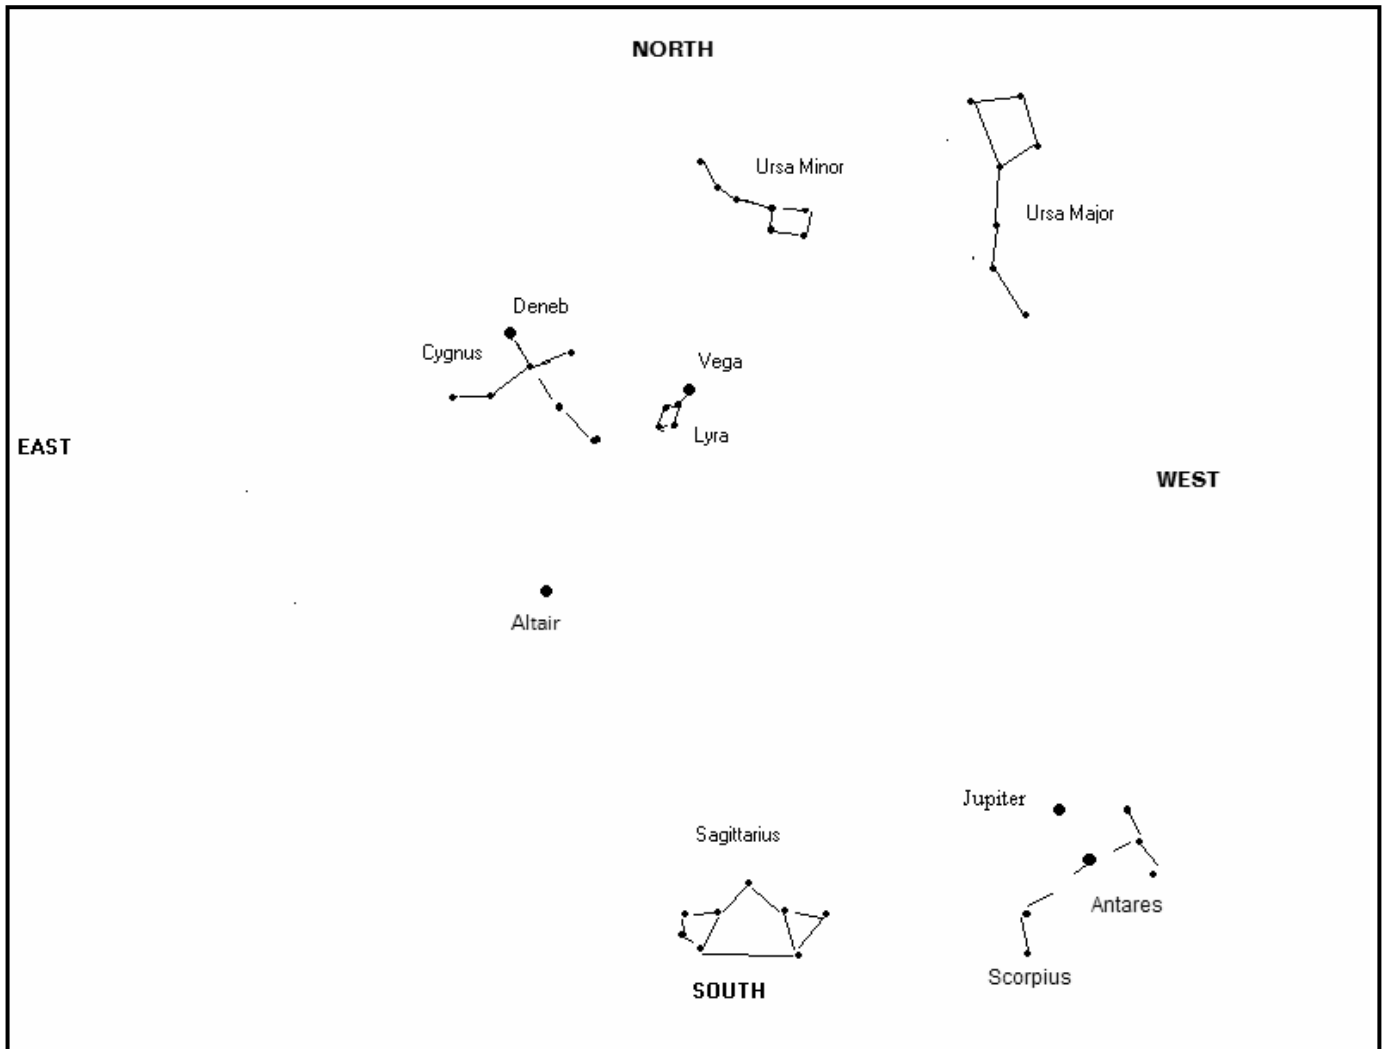 NORTH
Ursa Minor
Ursa Major
Deneb
Cygnus
Vega
Lyra
EAST
WEST
Altair
Jupiter
Sagittarius
Antares
Scorpius
SOUTH